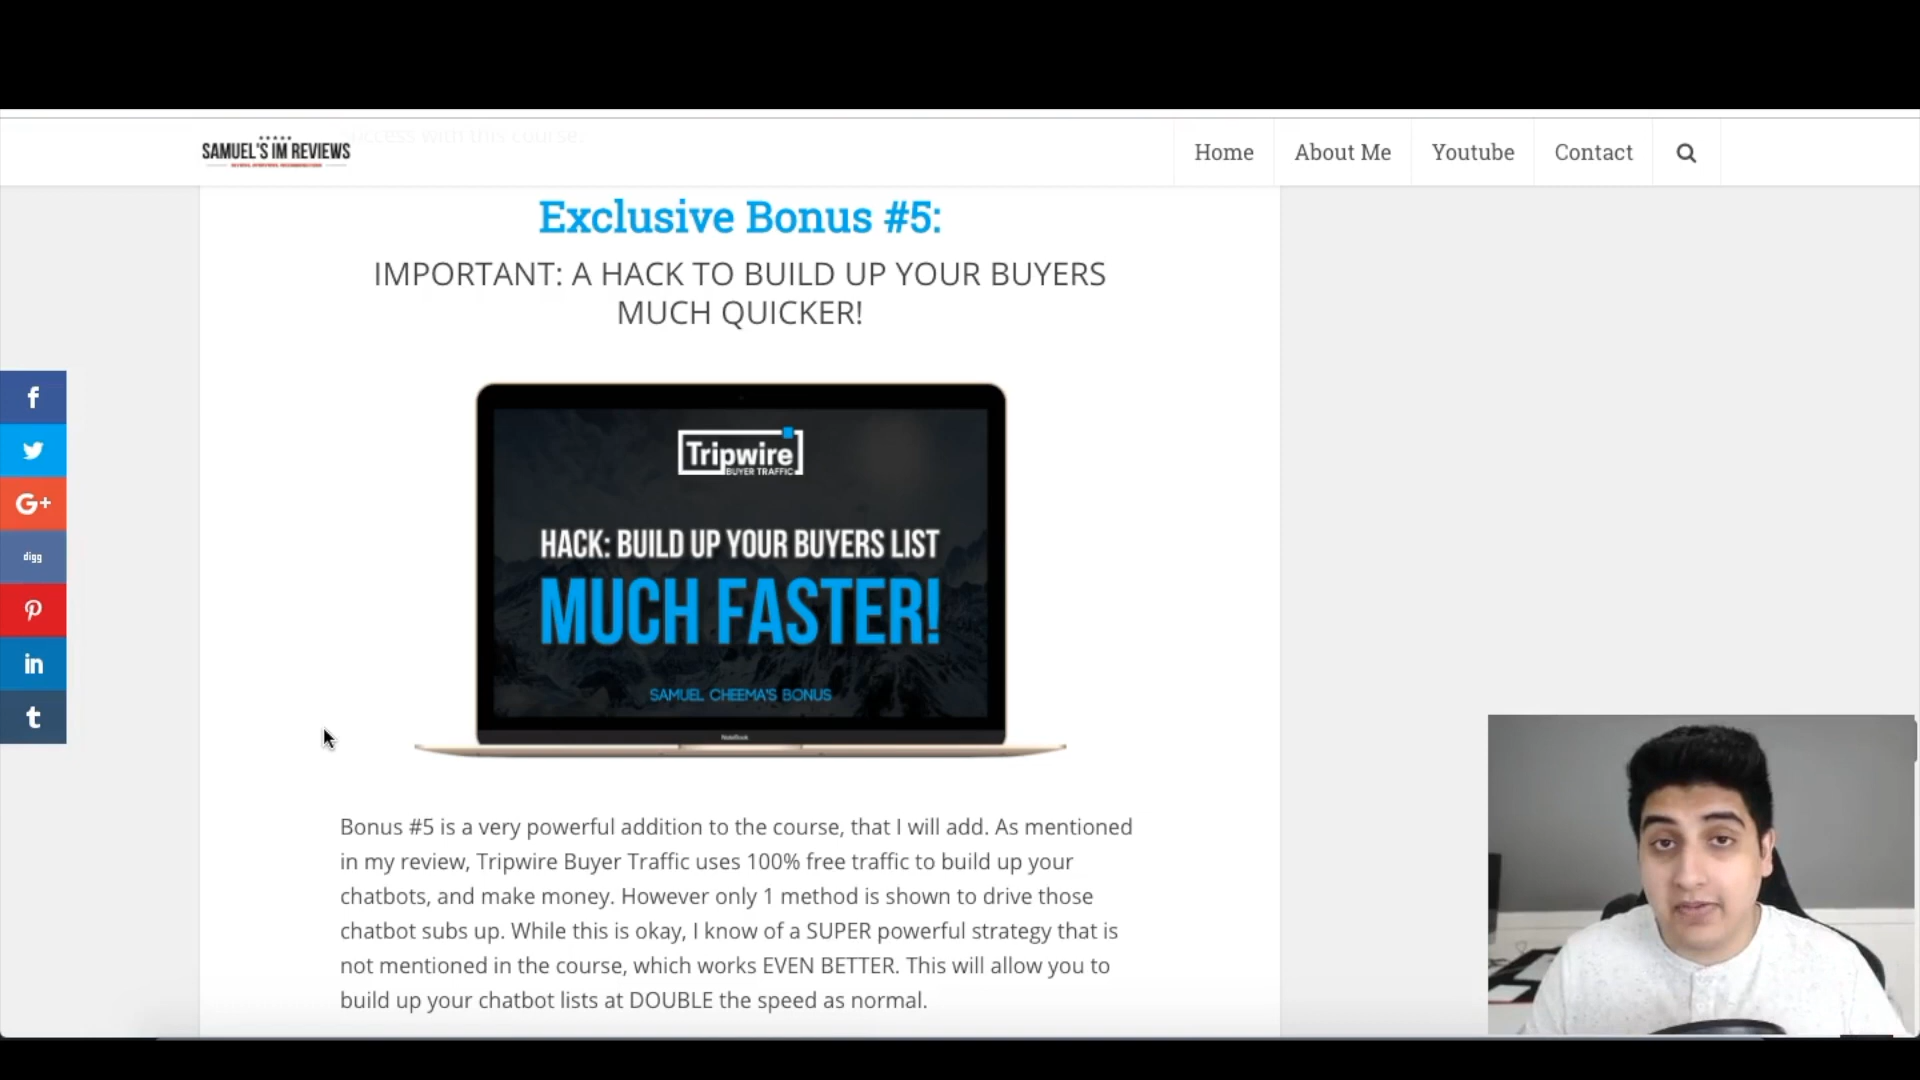 success with this course.
SAMUEL'S IM REVIEWS
Home
About Me
Youtube
Contact
Exclusive Bonus #5:
IMPORTANT: A HACK TO BUILD UP YOUR BUYERS
MUCH QUICKER!
f
G+
digg
in
t
Tripwire
BUYER TRAFFIC
HACK: BUILD UP YOUR BUYERS LIST
MUCH FASTER!
SAMUEL CHEEMA'S BONUS
NoteBook
Bonus #5 is a very powerful addition to the course, that I will add. As mentioned
in my review, Tripwire Buyer Traffic uses 100% free traffic to build up your
chatbots, and make money. However only 1 method is shown to drive those
chatbot subs up. While this is okay, I know of a SUPER powerful strategy that is
not mentioned in the course, which works EVEN BETTER. This will allow you to
build up your chatbot lists at DOUBLE the speed as normal.